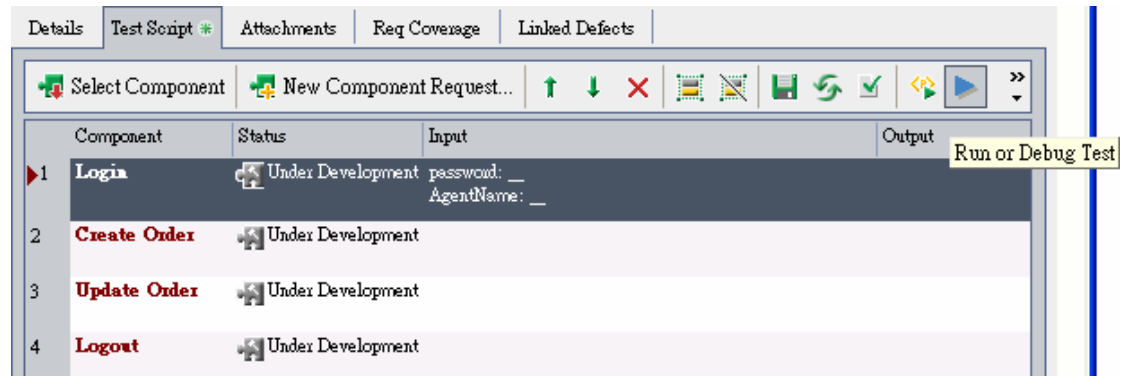 Details Test Script * Attachments Req Coverage Linked Defects
Select Component New Component Request...
Component Status Input Output
Run or Debug Test
1 Login Under Development password: __
AgentName: __
2 Create Order Under Development
3 Update Order Under Development
4 Logout Under Development